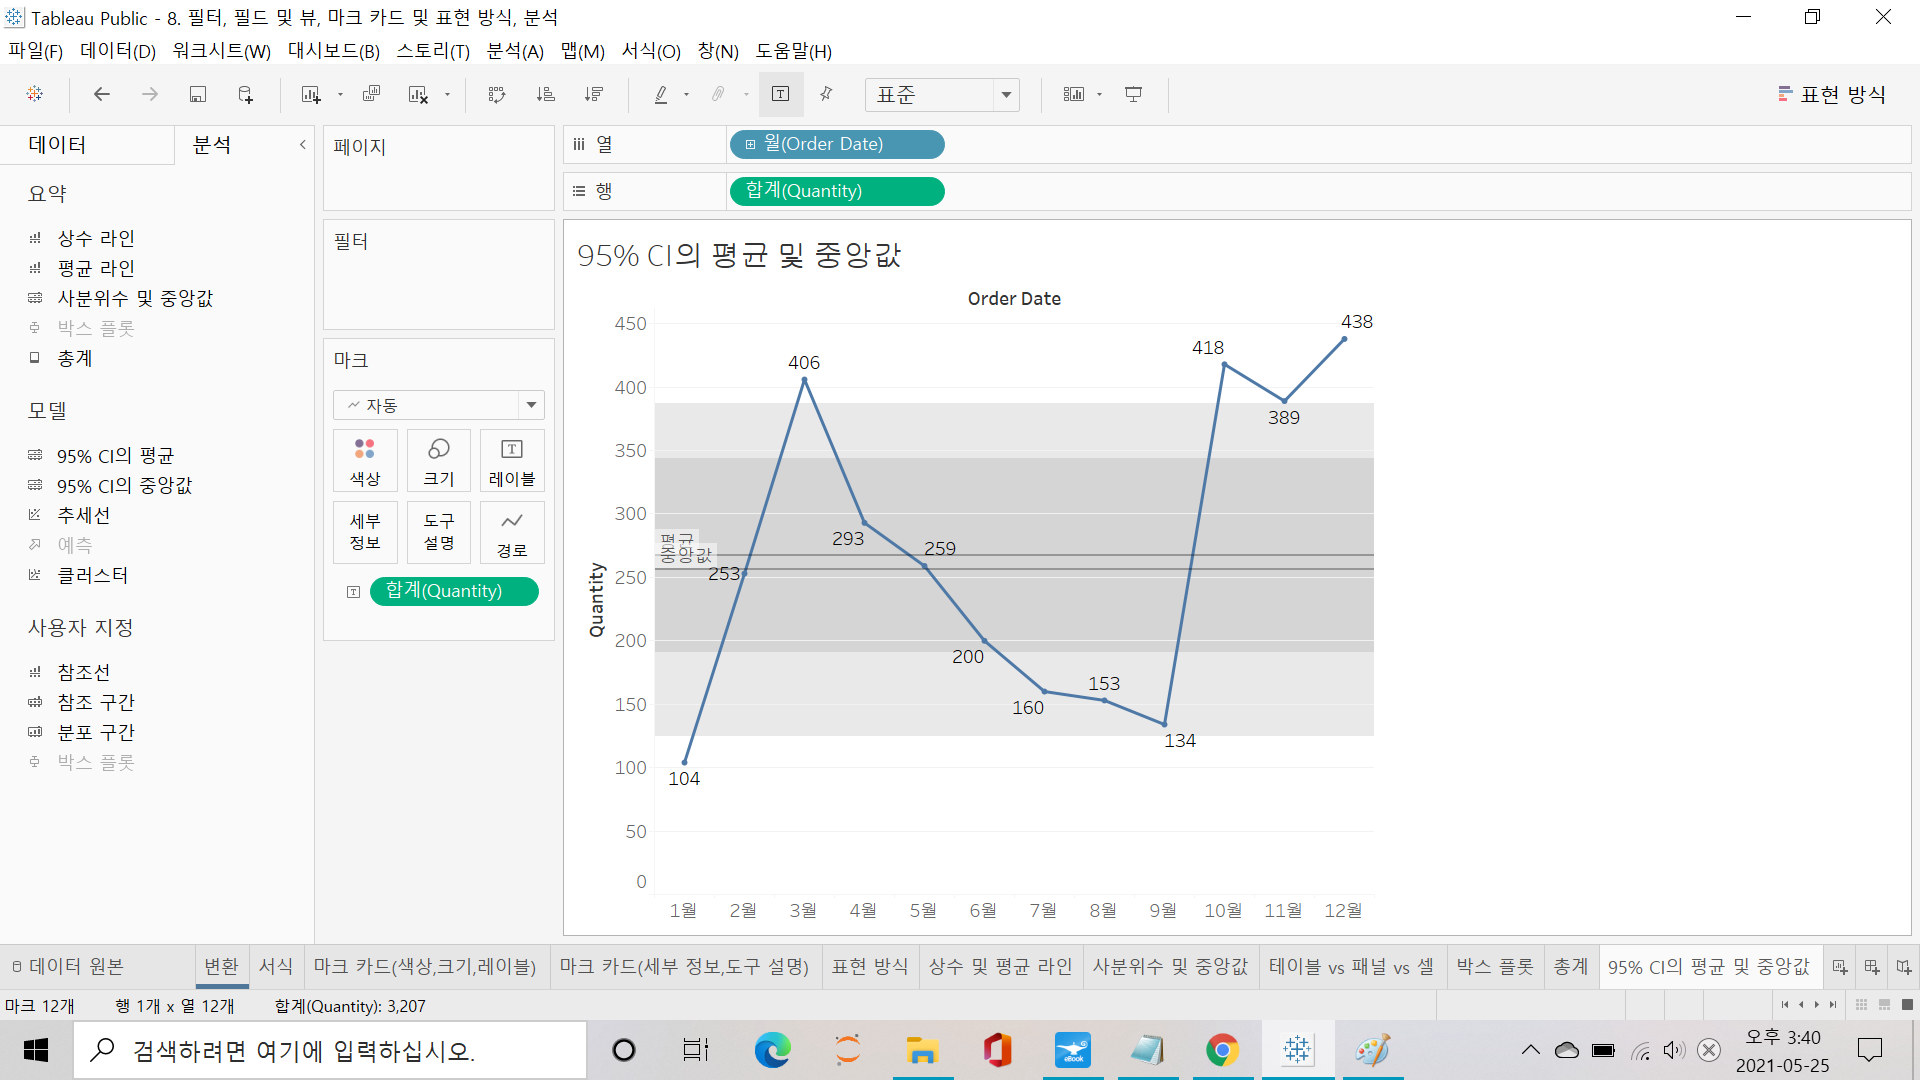 Tableau Public - 8. 필터, 필드 및 뷰, 마크 카드 및 표현 방식, 분석
파일(F) 데이터(D) 워크시트(W) 대시보드(B) 스토리(T) 분석(A) 맵(M) 서식(O) 창(N) 도움말(H)
표준
표현 방식
데이터
분석
요약
상수 라인
평균 라인
사분위수 및 중앙값
박스 플롯
총계
모델
95% CI의 평균
95% CI의 중앙값
추세선
예측
클러스터
사용자 지정
참조선
참조 구간
분포 구간
박스 플롯
페이지
필터
마크
자동
색상 크기 레이블
세부 정보 도구 설명 경로
합계(Quantity)
열 월(Order Date)
행 합계(Quantity)
95% CI의 평균 및 중앙값
Order Date
Quantity
450
400
350
300
250
200
150
100
50
0
평균
중앙값
104
253
406
293
259
200
160
153
134
418
389
438
1월 2월 3월 4월 5월 6월 7월 8월 9월 10월 11월 12월
데이터 원본 변환 서식 마크 카드(색상,크기,레이블) 마크 카드(세부 정보,도구 설명) 표현 방식 상수 및 평균 라인 사분위수 및 중앙값 테이블 vs 패널 vs 셀 박스 플롯 총계 95% CI의 평균 및 중앙값
마크 12개 행 1개 x 열 12개 합계(Quantity): 3,207
검색하려면 여기에 입력하십시오.
eBook
오후 3:40
2021-05-25